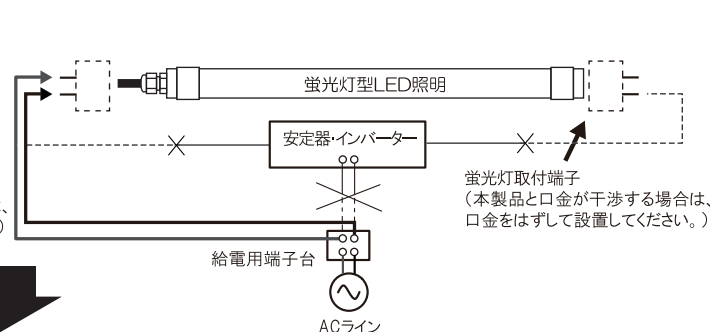 蛍光灯型LED照明
安定器・インバーター
蛍光灯取付端子
(本製品と口金が干渉する場合は、
口金をはずして設置してください。)
、
)
給電用端子台
ACライン